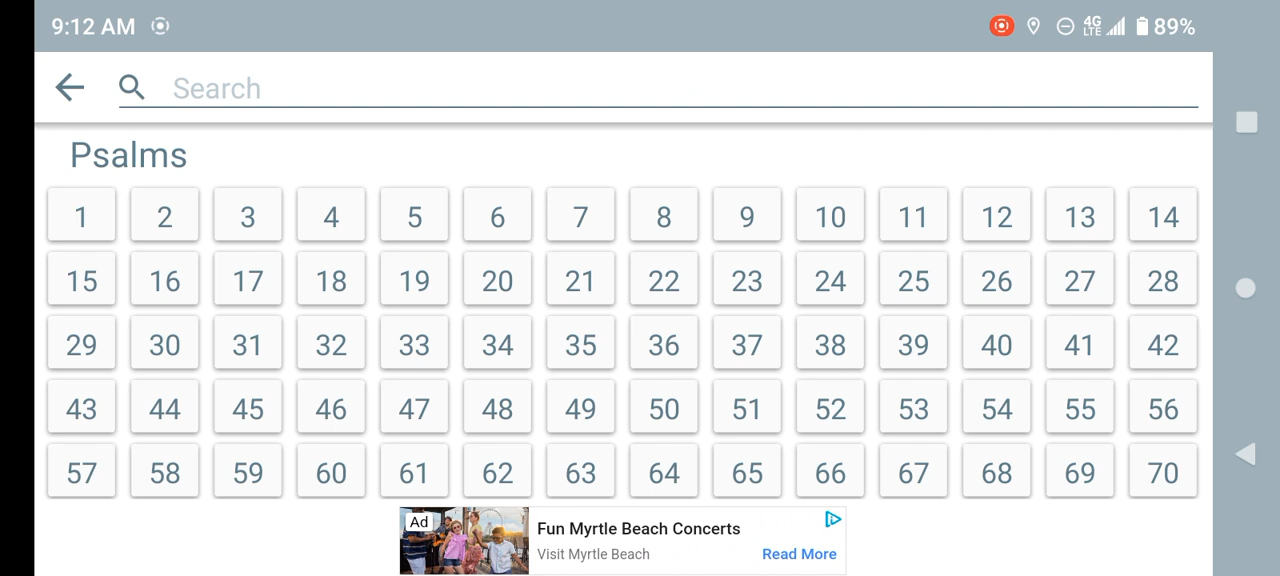 9:12 AM 4G LTE 89%
Search
Psalms
1 2 3 4 5 6 7 8 9 10 11 12 13 14
15 16 17 18 19 20 21 22 23 24 25 26 27 28
29 30 31 32 33 34 35 36 37 38 39 40 41 42
43 44 45 46 47 48 49 50 51 52 53 54 55 56
57 58 59 60 61 62 63 64 65 66 67 68 69 70
Ad Fun Myrtle Beach Concerts
Visit Myrtle Beach Read More